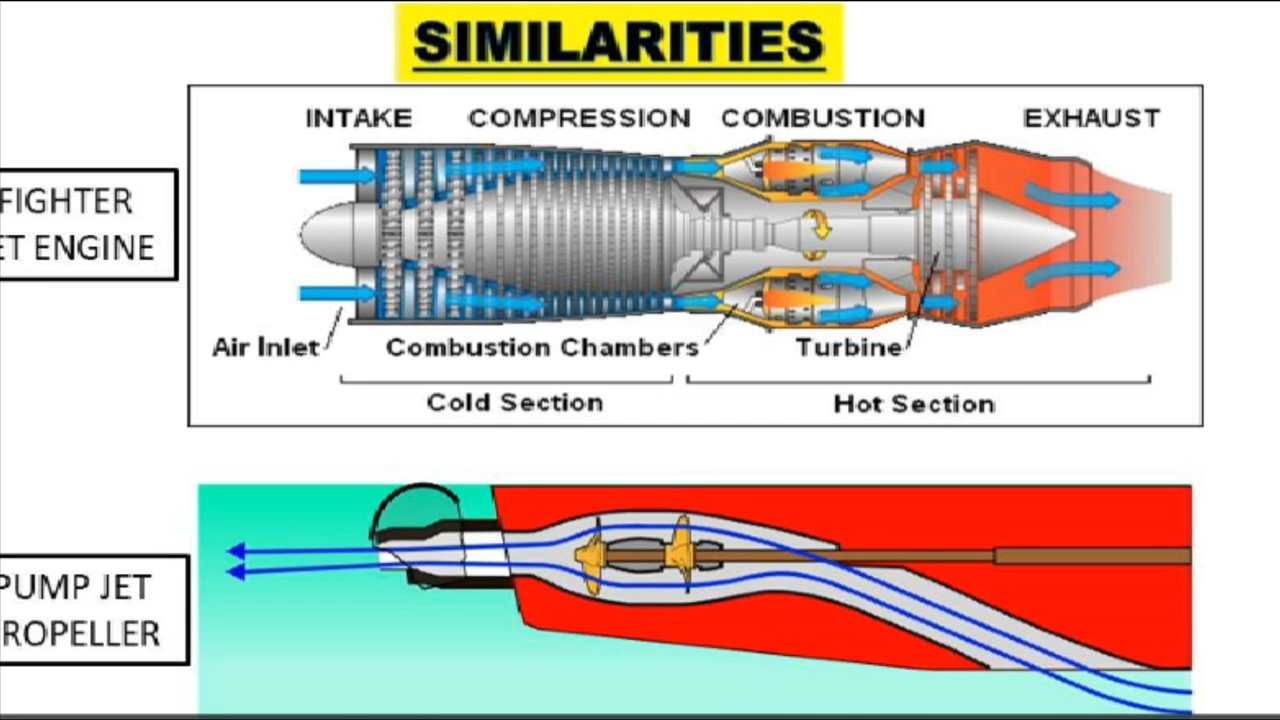 SIMILARITIES
INTAKE COMPRESSION COMBUSTION EXHAUST
FIGHTER
ET ENGINE
Air Inlet Combustion Chambers Turbine
Cold Section Hot Section
PUMP JET
ROPELLER